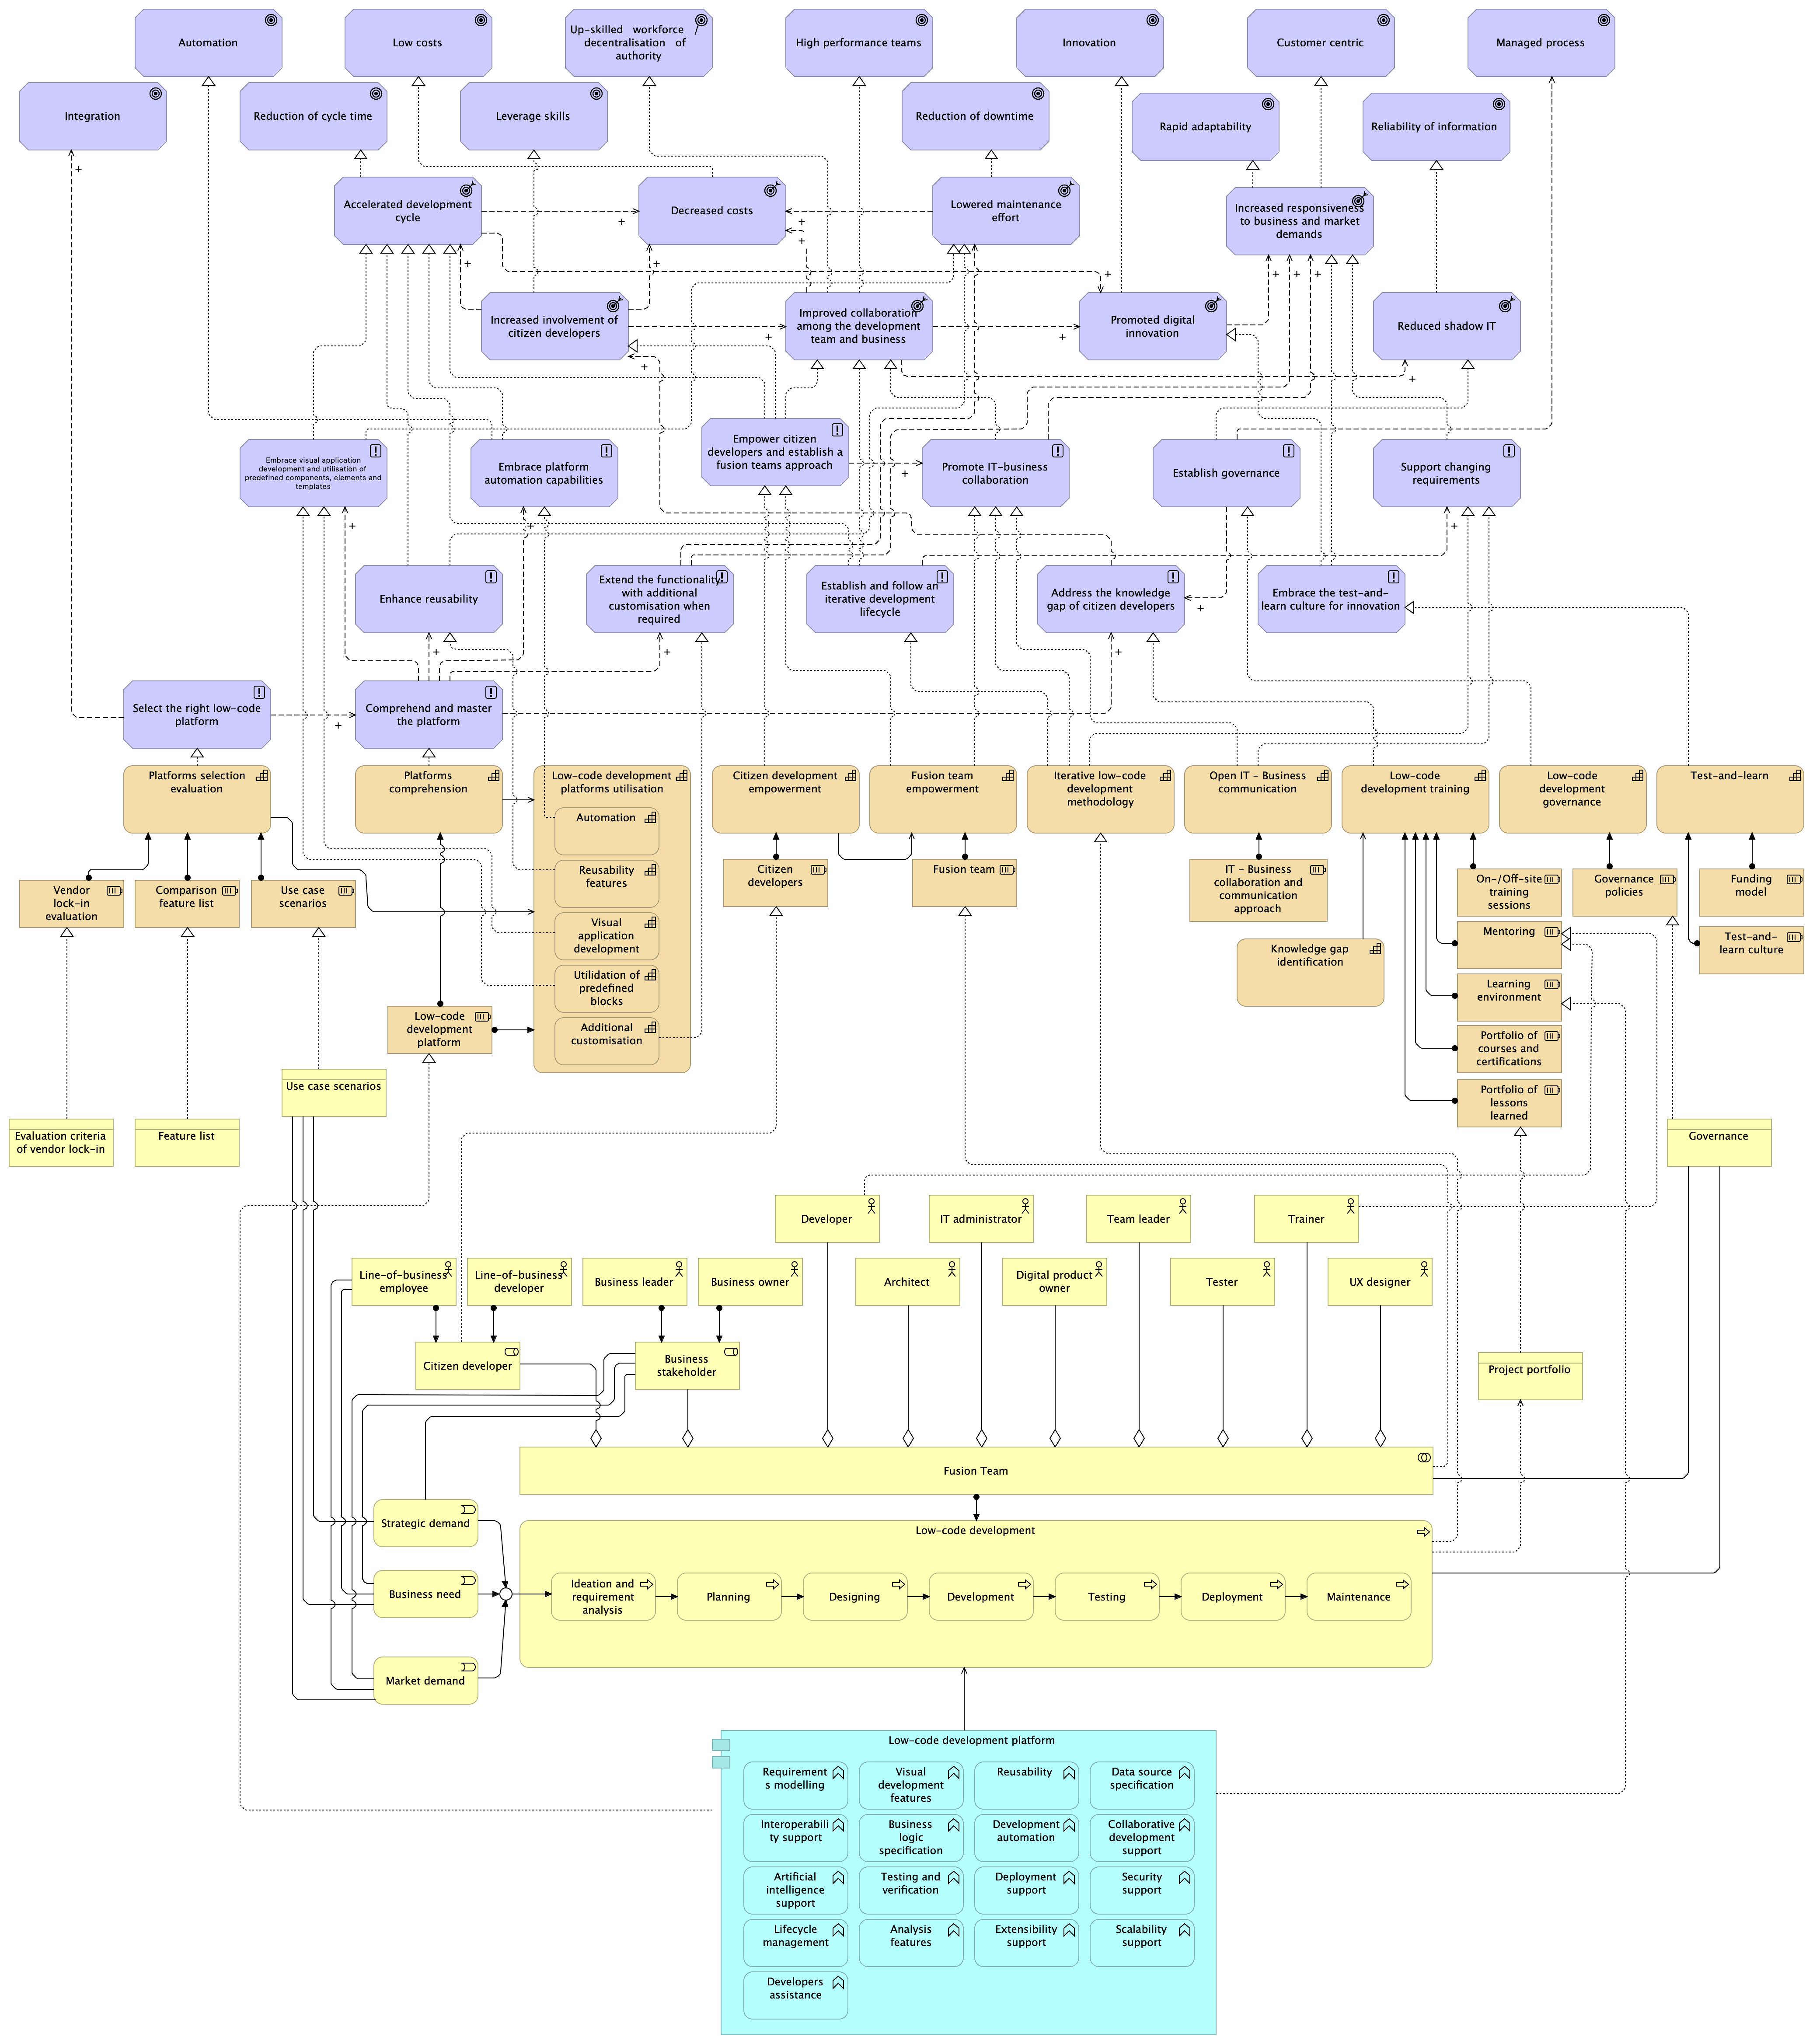 Automation
Low costs
Up-skilled workforce /
decentralisation of
authority
High performance teams
Innovation
Customer centric
Managed process
Integration
Reduction of cycle time
Leverage skills
Reduction of downtime
Rapid adaptability
Reliability of information
Accelerated development
cycle
Decreased costs
Lowered maintenance
effort
Increased responsiveness
to business and market
demands
Increased involvement of
citizen developers
Improved collaboration
among the development
team and business
Promoted digital
innovation
Reduced shadow IT
Embrace visual application
development and utilisation of
predefined components, elements and
templates
Embrace platform
automation capabilities
Empower citizen
developers and establish a
fusion teams approach
Promote IT-business
collaboration
Establish governance
Support changing
requirements
Enhance reusability
Extend the functionality
with additional
customisation when
required
Establish and follow an
iterative development
lifecycle
Address the knowledge
gap of citizen developers
Embrace the test-and-
learn culture for innovation
Select the right low-code
platform
Comprehend and master
the platform
Platforms selection
evaluation
Platforms
comprehension
Low-code development
platforms utilisation
Automation
Reusability
features
Visual
application
development
Utilidation of
predefined
blocks
Additional
customisation
Citizen development
empowerment
Fusion team
empowerment
Iterative low-code
development
methodology
Open IT - Business
communication
Low-code
development training
Low-code
development
governance
Test-and-learn
Vendor
lock-in
evaluation
Comparison
feature list
Use case
scenarios
Citizen
developers
Fusion team
IT - Business
collaboration and
communication
approach
On-/Off-site
training
sessions
Governance
policies
Funding
model
Mentoring
Test-and-
learn culture
Knowledge gap
identification
Learning
environment
Portfolio of
courses and
certifications
Portfolio of
lessons
learned
Low-code
development
platform
Use case scenarios
Evaluation criteria
of vendor lock-in
Feature list
Governance
Developer
IT administrator
Team leader
Trainer
Line-of-business
employee
Line-of-business
developer
Business leader
Business owner
Architect
Digital product
owner
Tester
UX designer
Citizen developer
Business
stakeholder
Project portfolio
Fusion Team
Strategic demand
Business need
Market demand
Low-code development
Ideation and
requirement
analysis
Planning
Designing
Development
Testing
Deployment
Maintenance
Low-code development platform
Requirement
s modelling
Visual
development
features
Reusability
Data source
specification
Interoperabili
ty support
Business
logic
specification
Development
automation
Collaborative
development
support
Artificial
intelligence
support
Testing and
verification
Deployment
support
Security
support
Lifecycle
management
Analysis
features
Extensibility
support
Scalability
support
Developers
assistance